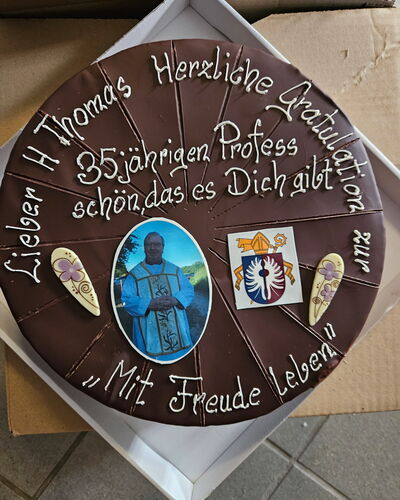 Lieber H Thomas Herzliche Gratulation zur
35jährigen Profess
schön, das es Dich gibt
„Mit Freude Leben"